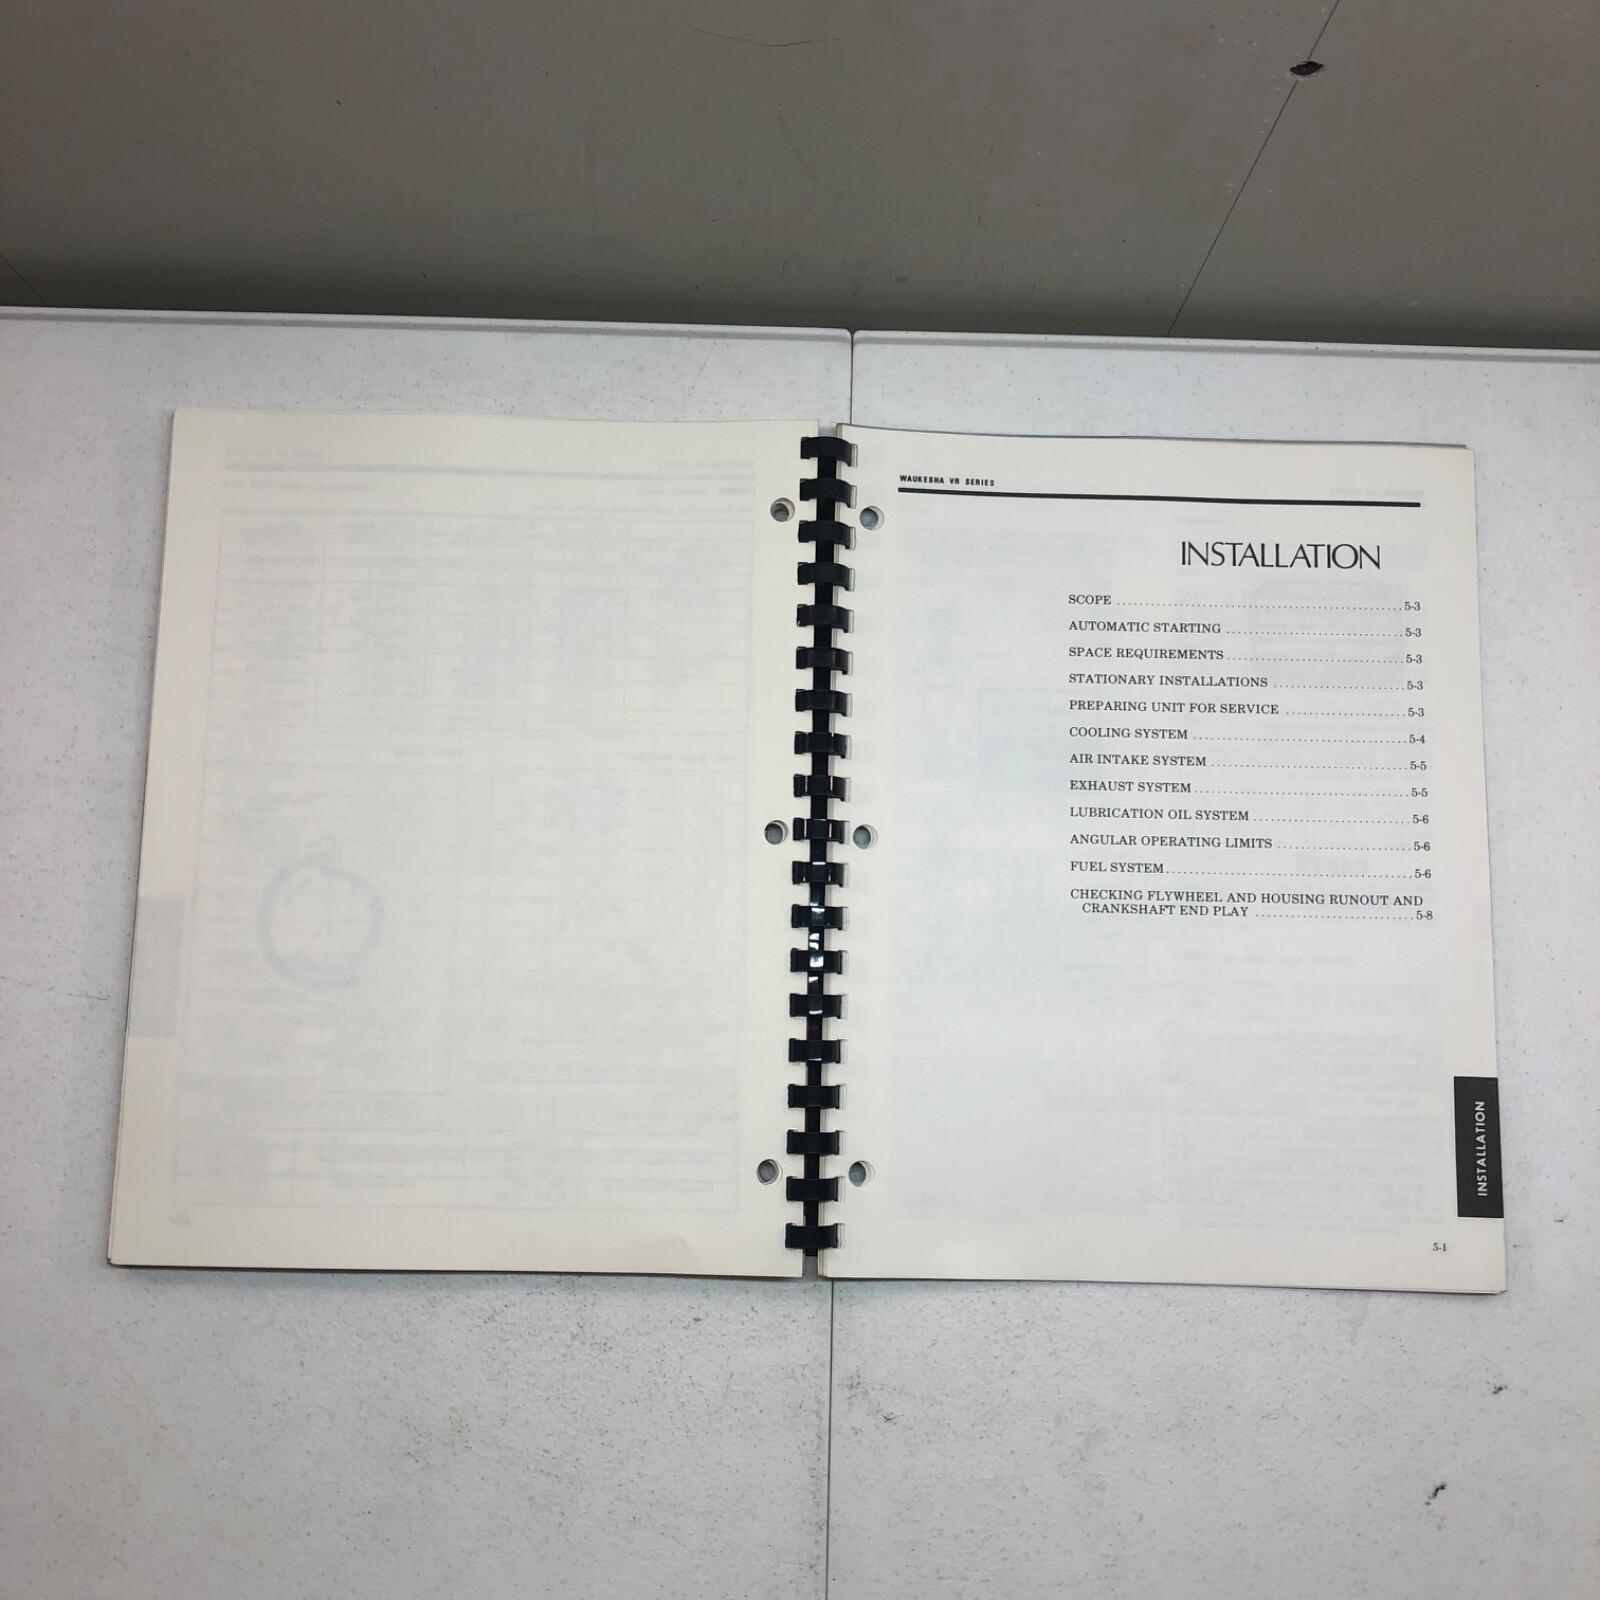 WAUKESHA VR SERIES
INSTALLATION
SCOPE ........................................ 5-3
AUTOMATIC STARTING ........................................ 5-3
SPACE REQUIREMENTS ........................................ 5-3
STATIONARY INSTALLATIONS ........................................ 5-3
PREPARING UNIT FOR SERVICE ........................................ 5-3
COOLING SYSTEM ........................................ 5-4
AIR INTAKE SYSTEM ........................................ 5-5
EXHAUST SYSTEM ........................................ 5-5
LUBRICATION OIL SYSTEM ........................................ 5-6
ANGULAR OPERATING LIMITS ........................................ 5-6
FUEL SYSTEM ........................................ 5-6
CHECKING FLYWHEEL AND HOUSING RUNOUT AND
CRANKSHAFT END PLAY ........................................ 5-8
INSTALLATION
5-1